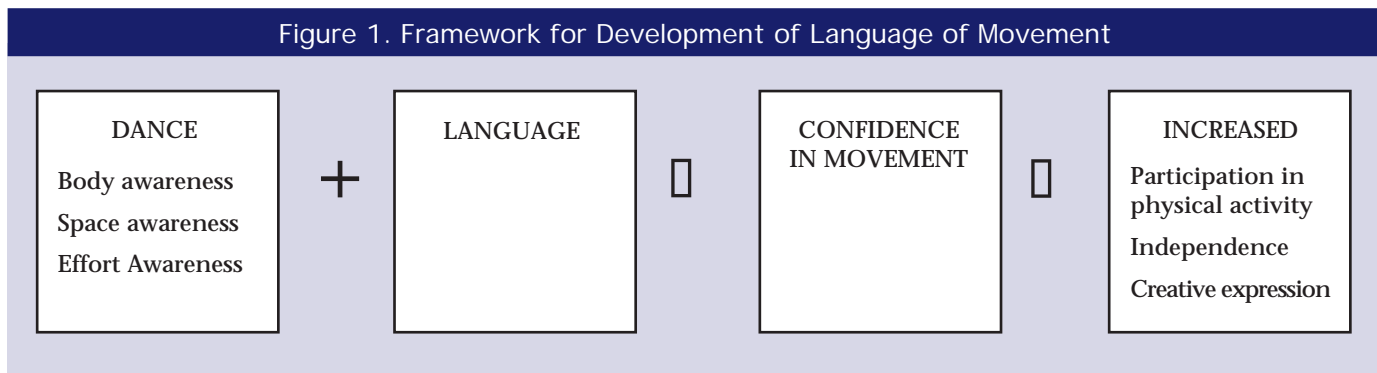 Figure 1. Framework for Development of Language of Movement
DANCE
Body awareness
Space awareness
Effort Awareness
+
LANGUAGE
▯
CONFIDENCE
IN MOVEMENT
▯
INCREASED
Participation in
physical activity
Independence
Creative expression